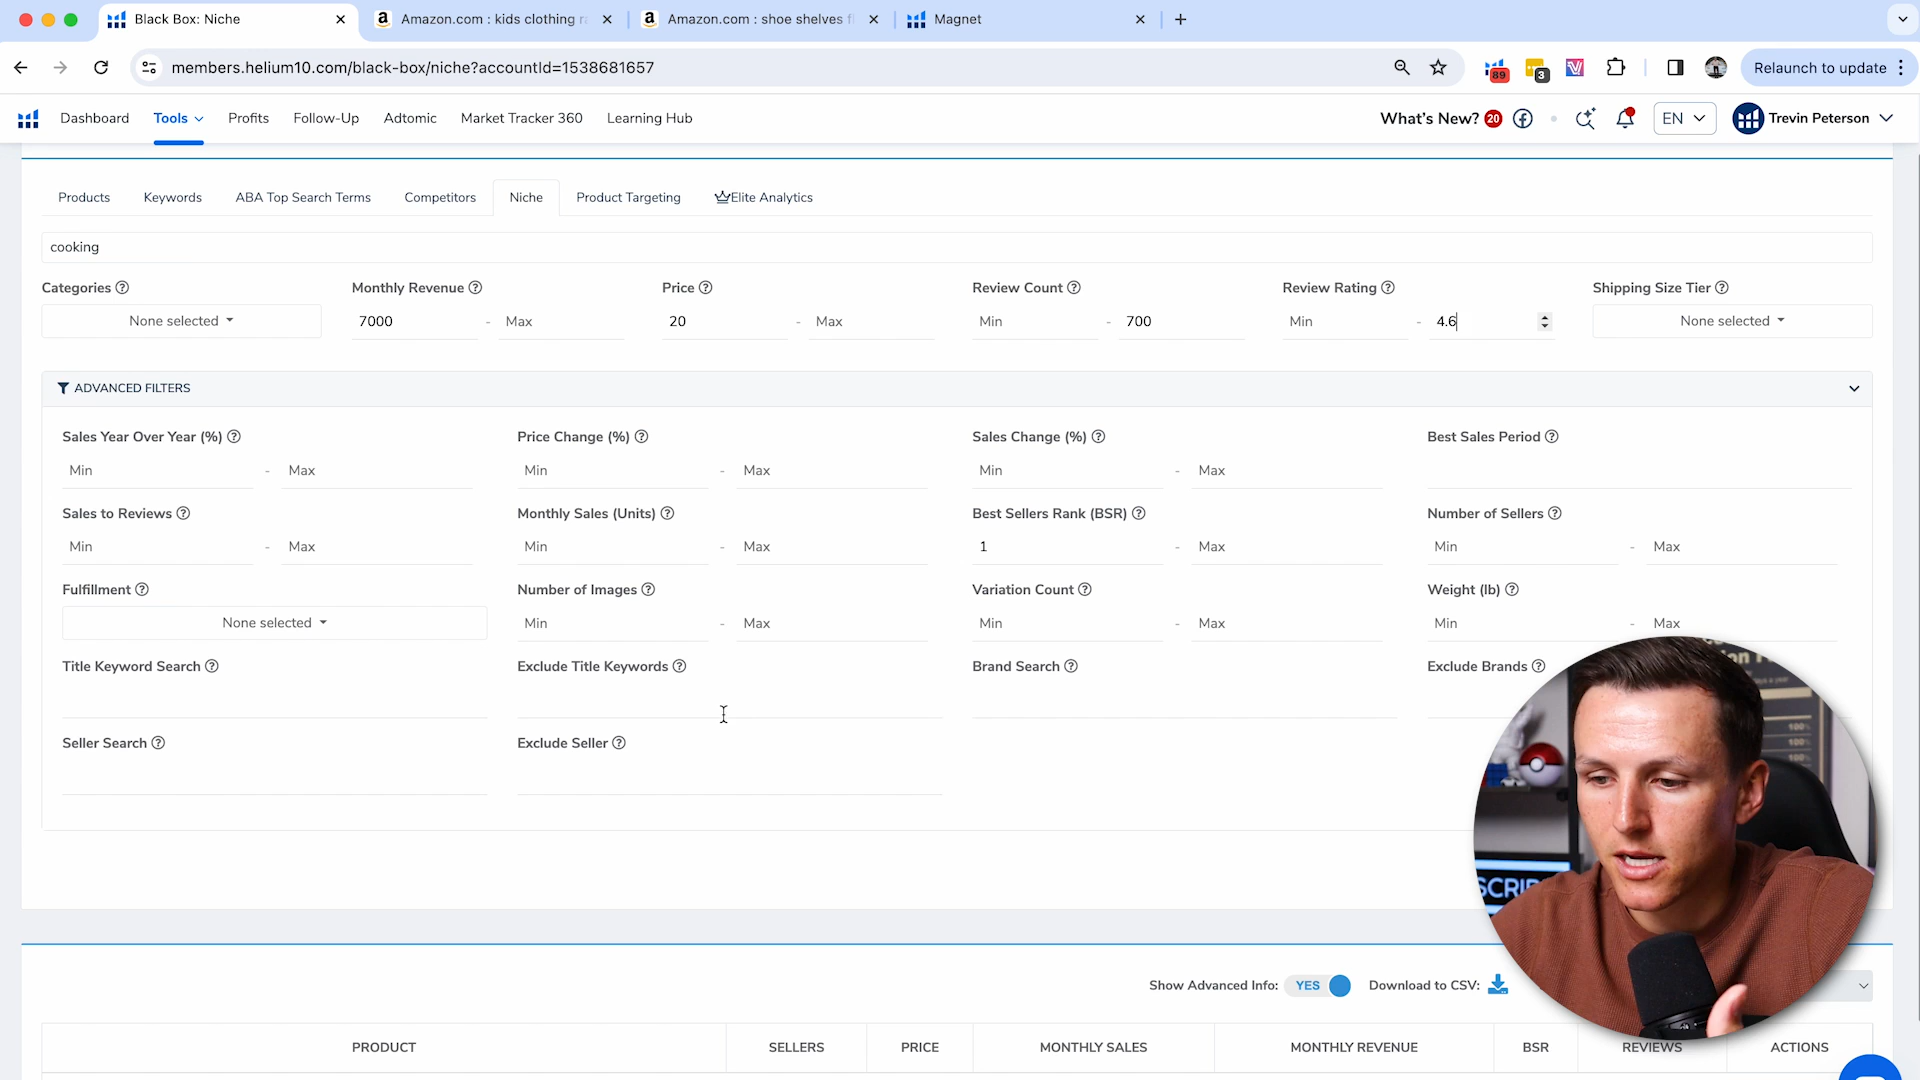 Black Box: Niche
Amazon.com : kids clothing ra
Amazon.com : shoe shelves f
Magnet
members.helium10.com/black-box/niche?accountId=1538681657
89
3
Relaunch to update
Dashboard
Tools
Profits
Follow-Up
Adtomic
Market Tracker 360
Learning Hub
What's New? 20
EN
Trevin Peterson
Products
Keywords
ABA Top Search Terms
Competitors
Niche
Product Targeting
Elite Analytics
cooking
Categories
Monthly Revenue
Price
Review Count
Review Rating
Shipping Size Tier
None selected
7000 - Max
20 - Max
Min - 700
Min - 4.6
None selected
ADVANCED FILTERS
Sales Year Over Year (%)
Price Change (%)
Sales Change (%)
Best Sales Period
Min - Max
Min - Max
Min - Max
Sales to Reviews
Monthly Sales (Units)
Best Sellers Rank (BSR)
Number of Sellers
Min - Max
Min - Max
1 - Max
Min - Max
Fulfillment
Number of Images
Variation Count
Weight (lb)
None selected
Min - Max
Min - Max
Min - Max
Title Keyword Search
Exclude Title Keywords
Brand Search
Exclude Brands
Seller Search
Exclude Seller
Show Advanced Info: YES
Download to CSV:
PRODUCT
SELLERS
PRICE
MONTHLY SALES
MONTHLY REVENUE
BSR
REVIEWS
ACTIONS